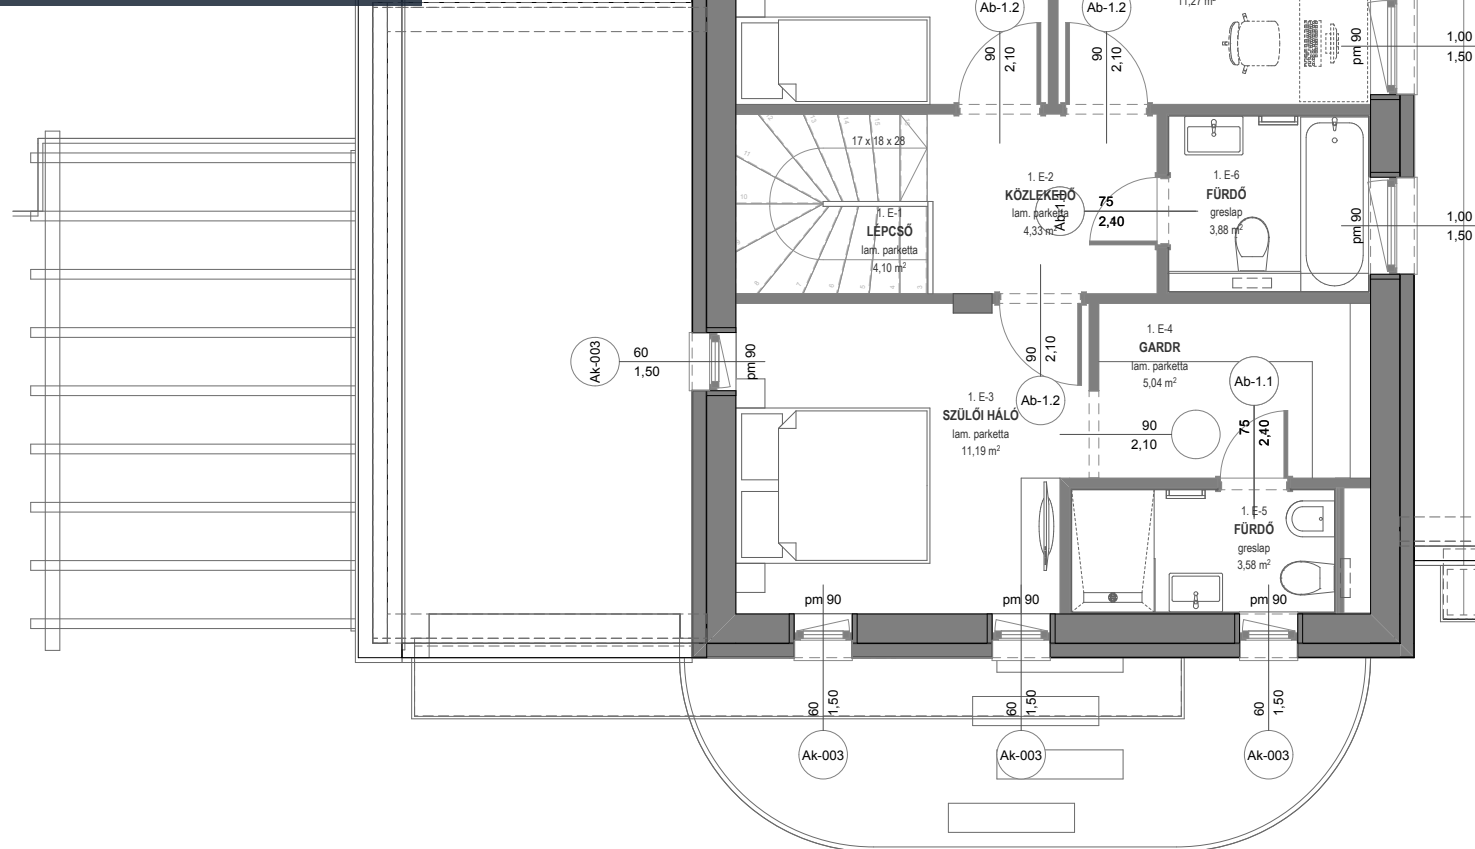 Ab-1.2
Ab-1.2
11,27 m²
90
2,10
90
2,10
pm 90
1,00
1,50
17 x 18 x 28
1. E-2
KÖZLEKEDŐ
lam. parketta
4,33 m²
75
2,40
1. E-6
FÜRDŐ
greslap
3,88 m²
pm 90
1,00
1,50
1. E-1
LÉPCSŐ
lam. parketta
4,10 m²
Ak-003
60
1,50
pm 90
90
2,10
Ab-1.2
1. E-4
GARDR
lam. parketta
5,04 m²
Ab-1.1
75
2,40
1. E-3
SZÜLŐI HÁLÓ
lam. parketta
11,19 m²
90
2,10
1. E-5
FÜRDŐ
greslap
3,58 m²
pm 90
pm 90
pm 90
60
1,50
60
1,50
60
1,50
Ak-003
Ak-003
Ak-003